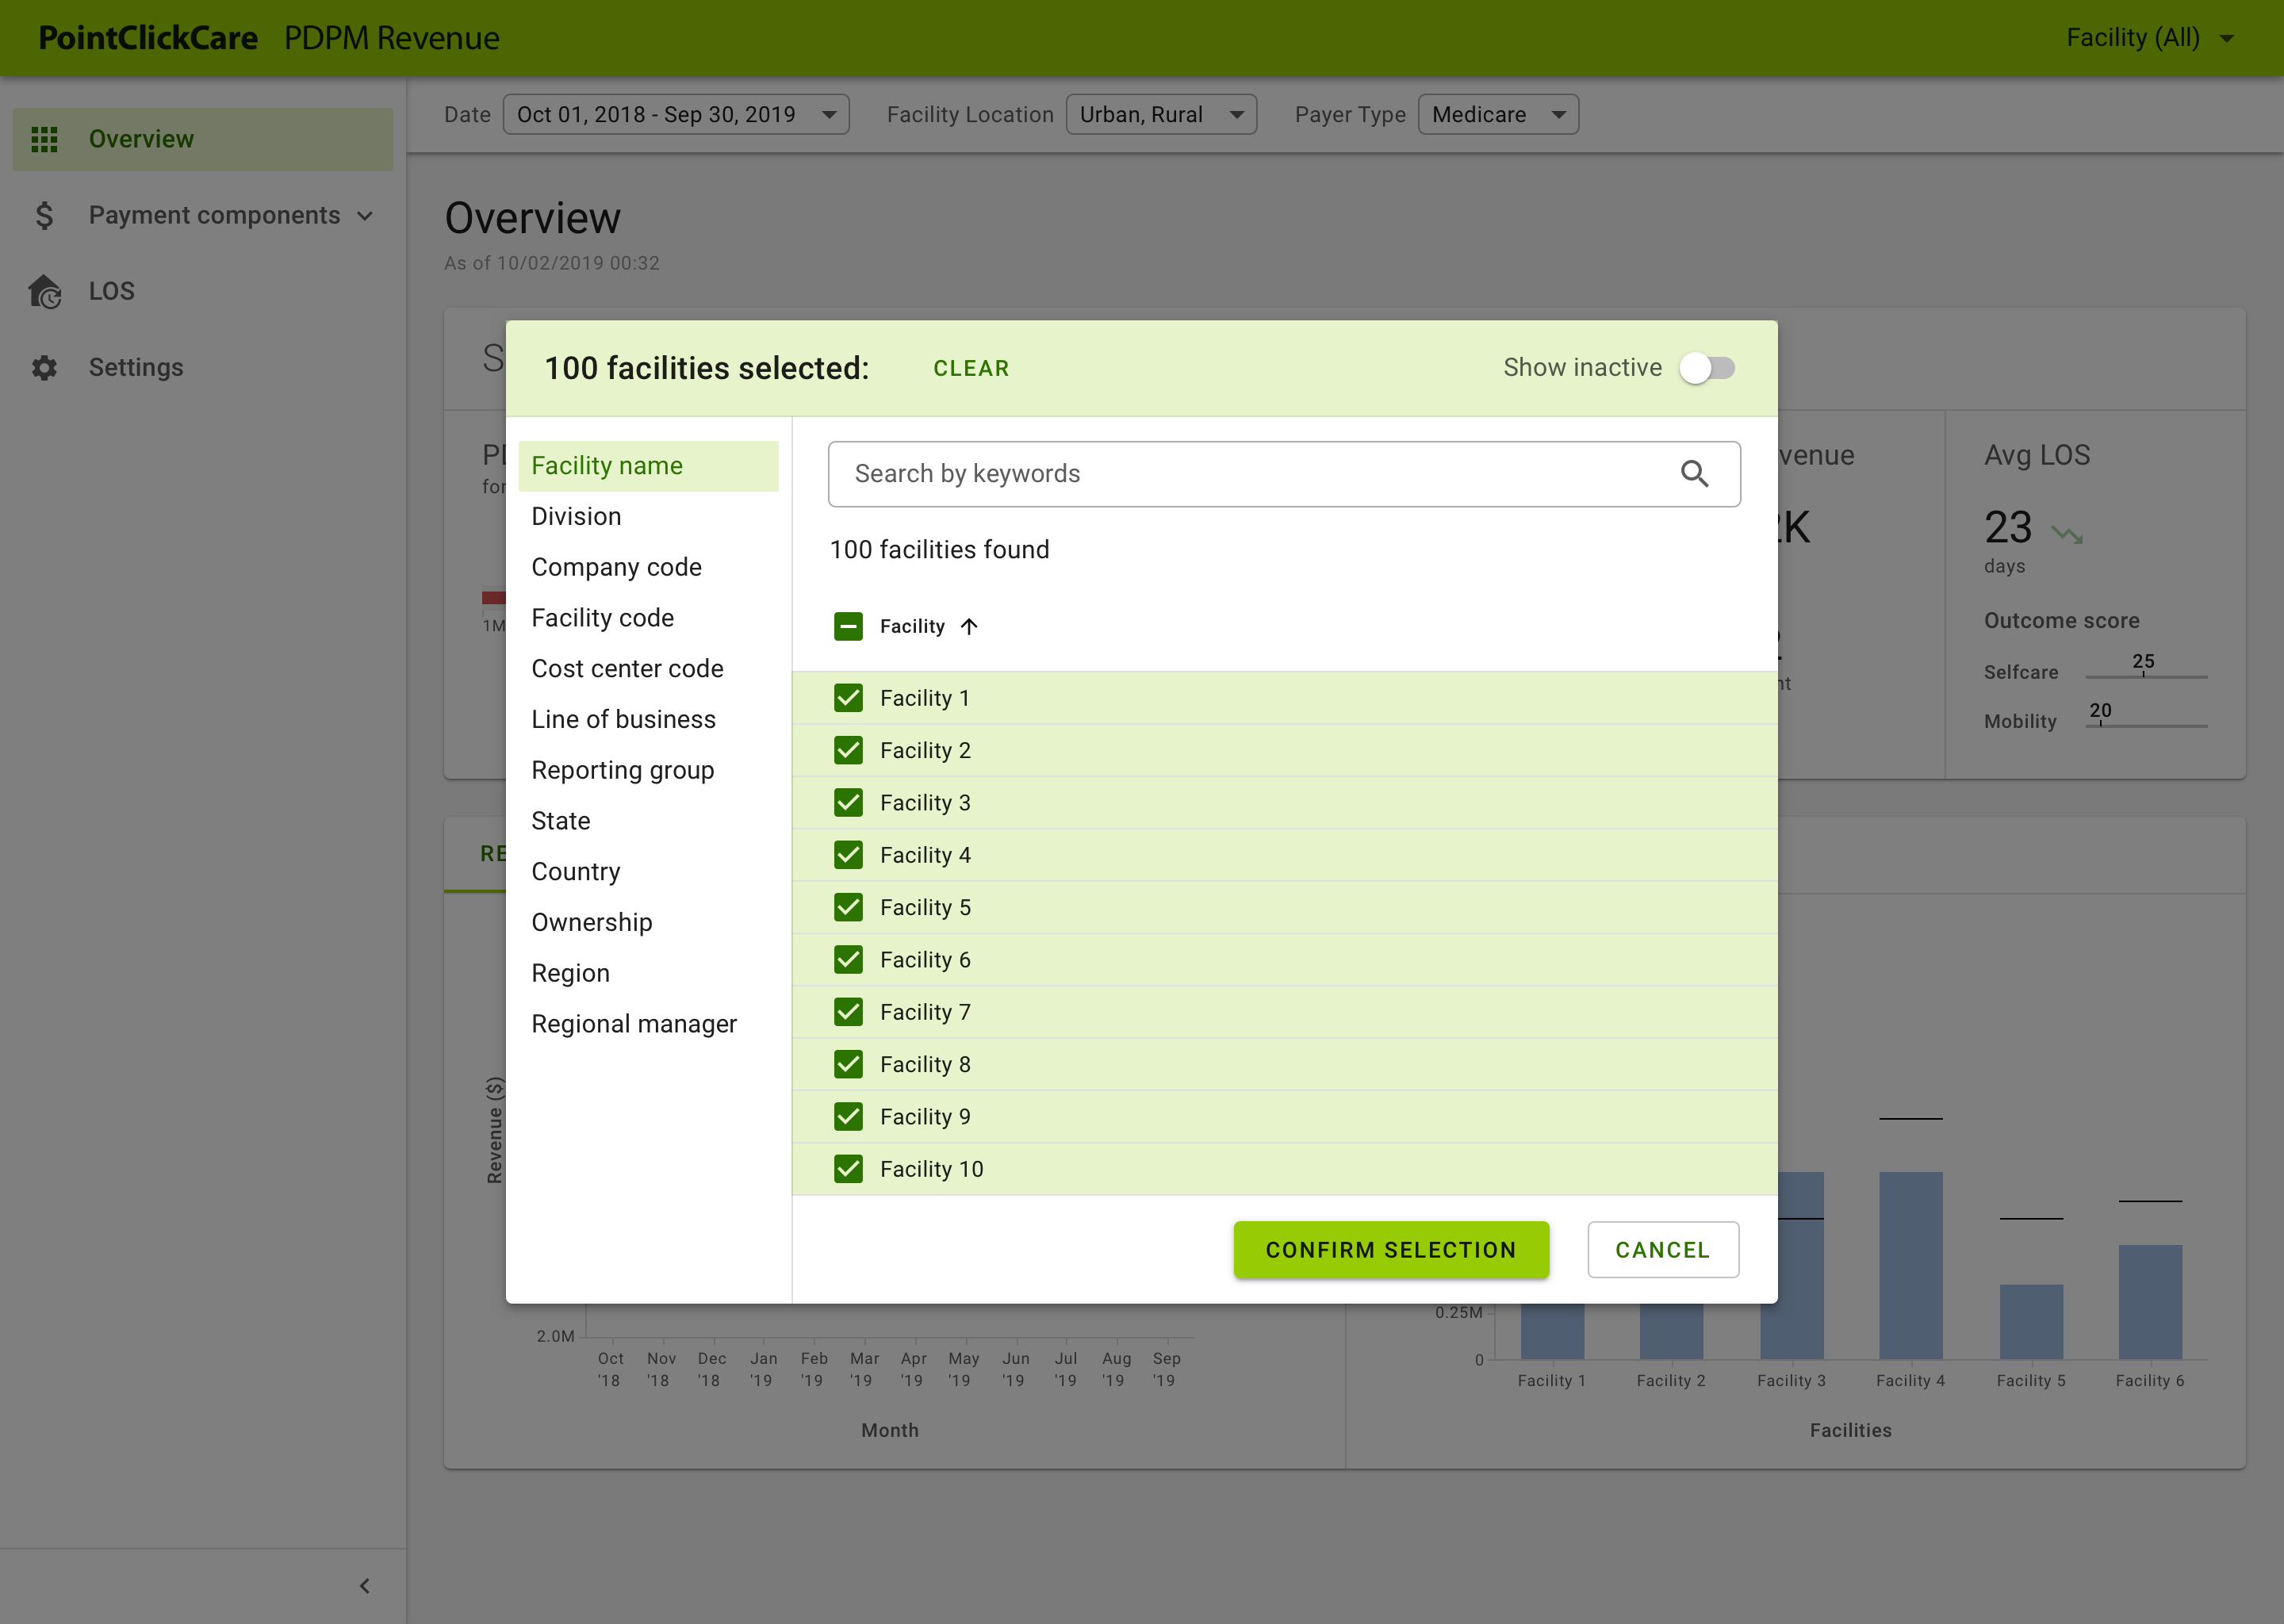 PointClickCare PDPM Revenue
Facility (All)
Date Oct 01, 2018 - Sep 30, 2019 Facility Location Urban, Rural Payer Type Medicare
Overview
Payment components
LOS
Settings
Overview
As of 10/02/2019 00:32
100 facilities selected: CLEAR Show inactive
Facility name
Division
Company code
Facility code
Cost center code
Line of business
Reporting group
State
Country
Ownership
Region
Regional manager
Search by keywords
100 facilities found
Facility
Facility 1
Facility 2
Facility 3
Facility 4
Facility 5
Facility 6
Facility 7
Facility 8
Facility 9
Facility 10
CONFIRM SELECTION CANCEL
Avg LOS
23
days
Outcome score
Selfcare 25
Mobility 20
Revenue ($)
2.0M
Oct '18 Nov '18 Dec '18 Jan '19 Feb '19 Mar '19 Apr '19 May '19 Jun '19 Jul '19 Aug '19 Sep '19
Month
0.25M
0
Facility 1 Facility 2 Facility 3 Facility 4 Facility 5 Facility 6
Facilities